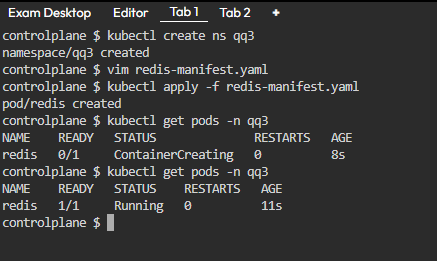 Exam Desktop Editor Tab 1 Tab 2 +
controlplane $ kubectl create ns qq3
namespace/qq3 created
controlplane $ vim redis-manifest.yaml
controlplane $ kubectl apply -f redis-manifest.yaml
pod/redis created
controlplane $ kubectl get pods -n qq3
NAME READY STATUS RESTARTS AGE
redis 0/1 ContainerCreating 0 8s
controlplane $ kubectl get pods -n qq3
NAME READY STATUS RESTARTS AGE
redis 1/1 Running 0 11s
controlplane $